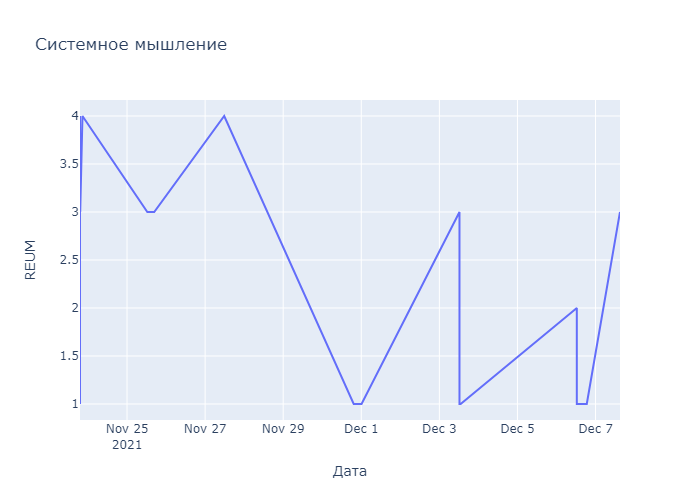 Системное мышление
4
3.5
3
2.5
2
1.5
1
REUM
Nov 25
2021
Nov 27
Nov 29
Dec 1
Dec 3
Dec 5
Dec 7
Дата